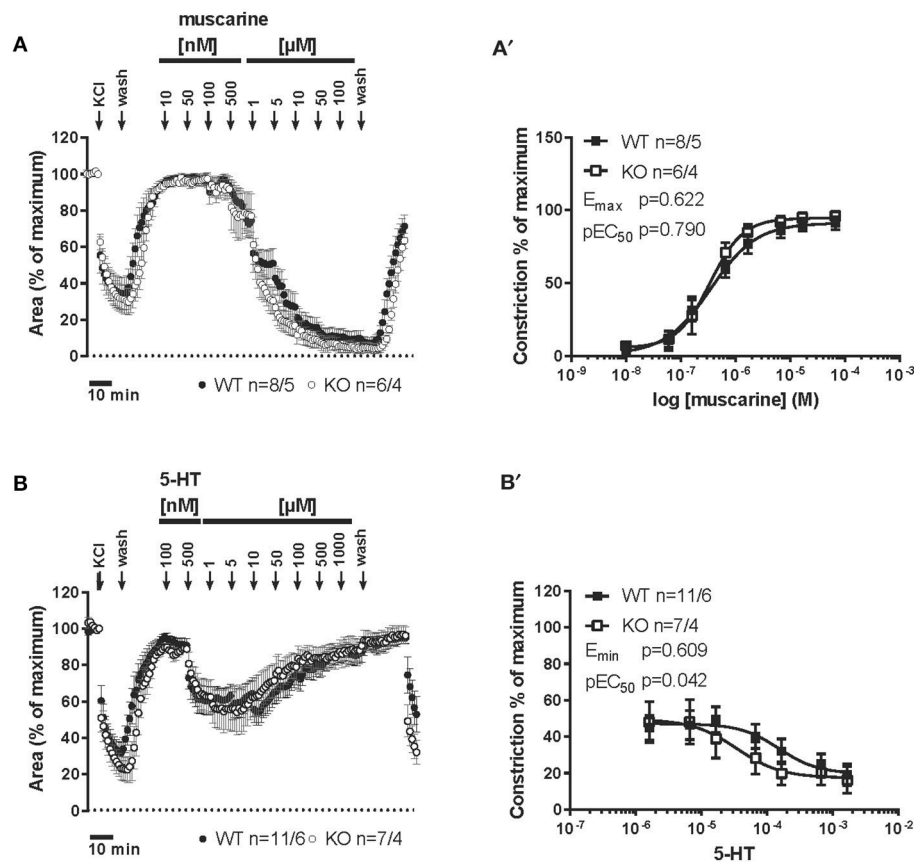 muscarine
A
[nM] [µM]
KCl wash 10 50 100 500 1 5 10 50 100 wash
120
100
80
60
40
20
0
Area (% of maximum)
10 min
WT n=8/5 KO n=6/4
A′
150
100
50
0
Constriction % of maximum
WT n=8/5
KO n=6/4
Emax p=0.622
pEC50 p=0.790
10-9 10-8 10-7 10-6 10-5 10-4 10-3
log [muscarine] (M)
B
5-HT
[nM] [µM]
KCl wash 100 500 1 5 10 50 100 500 1000 wash
120
100
80
60
40
20
0
Area (% of maximum)
10 min
WT n=11/6 KO n=7/4
B′
120
100
80
60
40
20
0
Constriction % of maximum
WT n=11/6
KO n=7/4
Emin p=0.609
pEC50 p=0.042
10-6 10-5 10-4 10-3 10-2
5-HT